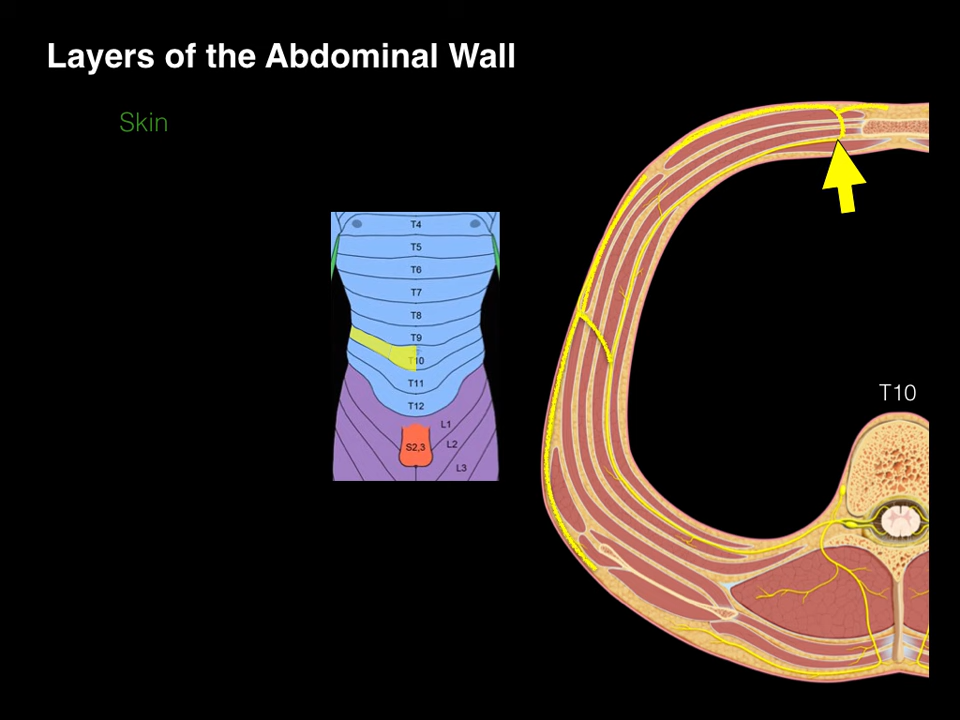 Layers of the Abdominal Wall
Skin
T4
T5
T6
T7
T8
T9
T10
T11
T12
L1
L2
S2,3
L3
T10